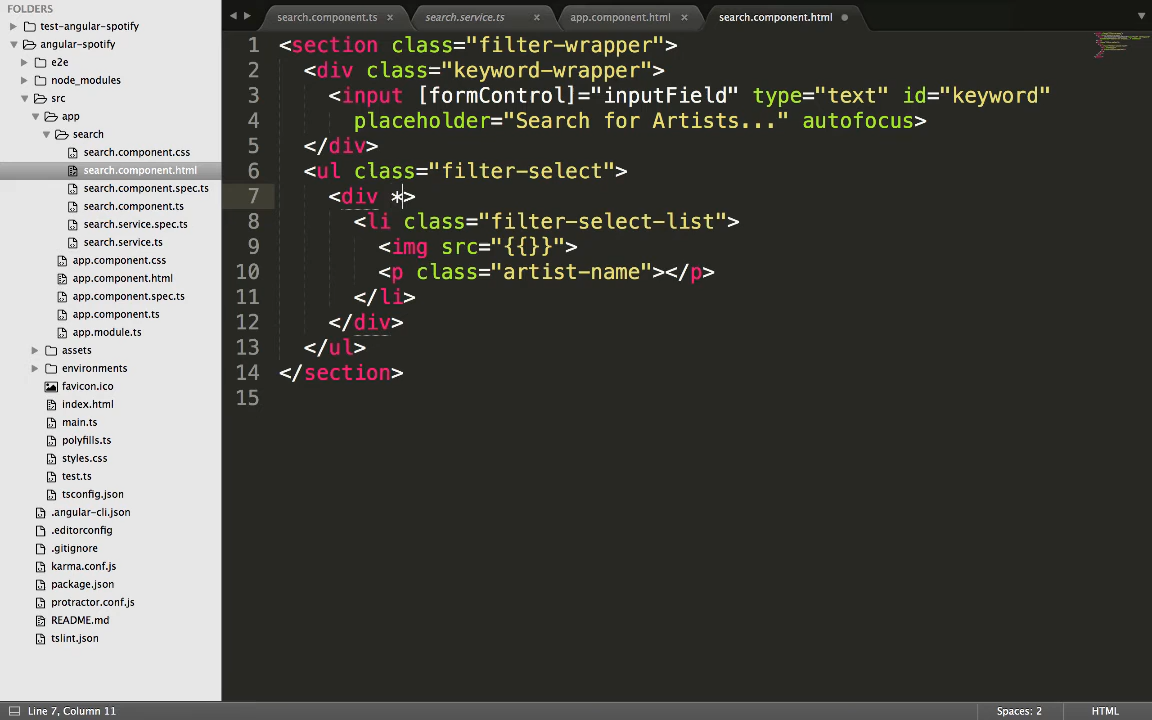 FOLDERS
test-angular-spotify
angular-spotify
e2e
node_modules
src
app
search
search.component.css
search.component.html
search.component.spec.ts
search.component.ts
search.service.spec.ts
search.service.ts
app.component.css
app.component.html
app.component.spec.ts
app.component.ts
app.module.ts
assets
environments
favicon.ico
index.html
main.ts
polyfills.ts
styles.css
test.ts
tsconfig.json
.angular-cli.json
.editorconfig
.gitignore
karma.conf.js
package.json
protractor.conf.js
README.md
tslint.json
search.component.ts × search.service.ts × app.component.html × search.component.html
1 <section class="filter-wrapper">
2 <div class="keyword-wrapper">
3 <input [formControl]="inputField" type="text" id="keyword"
4 placeholder="Search for Artists..." autofocus>
5 </div>
6 <ul class="filter-select">
7 <div *>
8 <li class="filter-select-list">
9 <img src="{{}}">
10 <p class="artist-name"></p>
11 </li>
12 </div>
13 </ul>
14 </section>
15
Line 7, Column 11 Spaces: 2 HTML